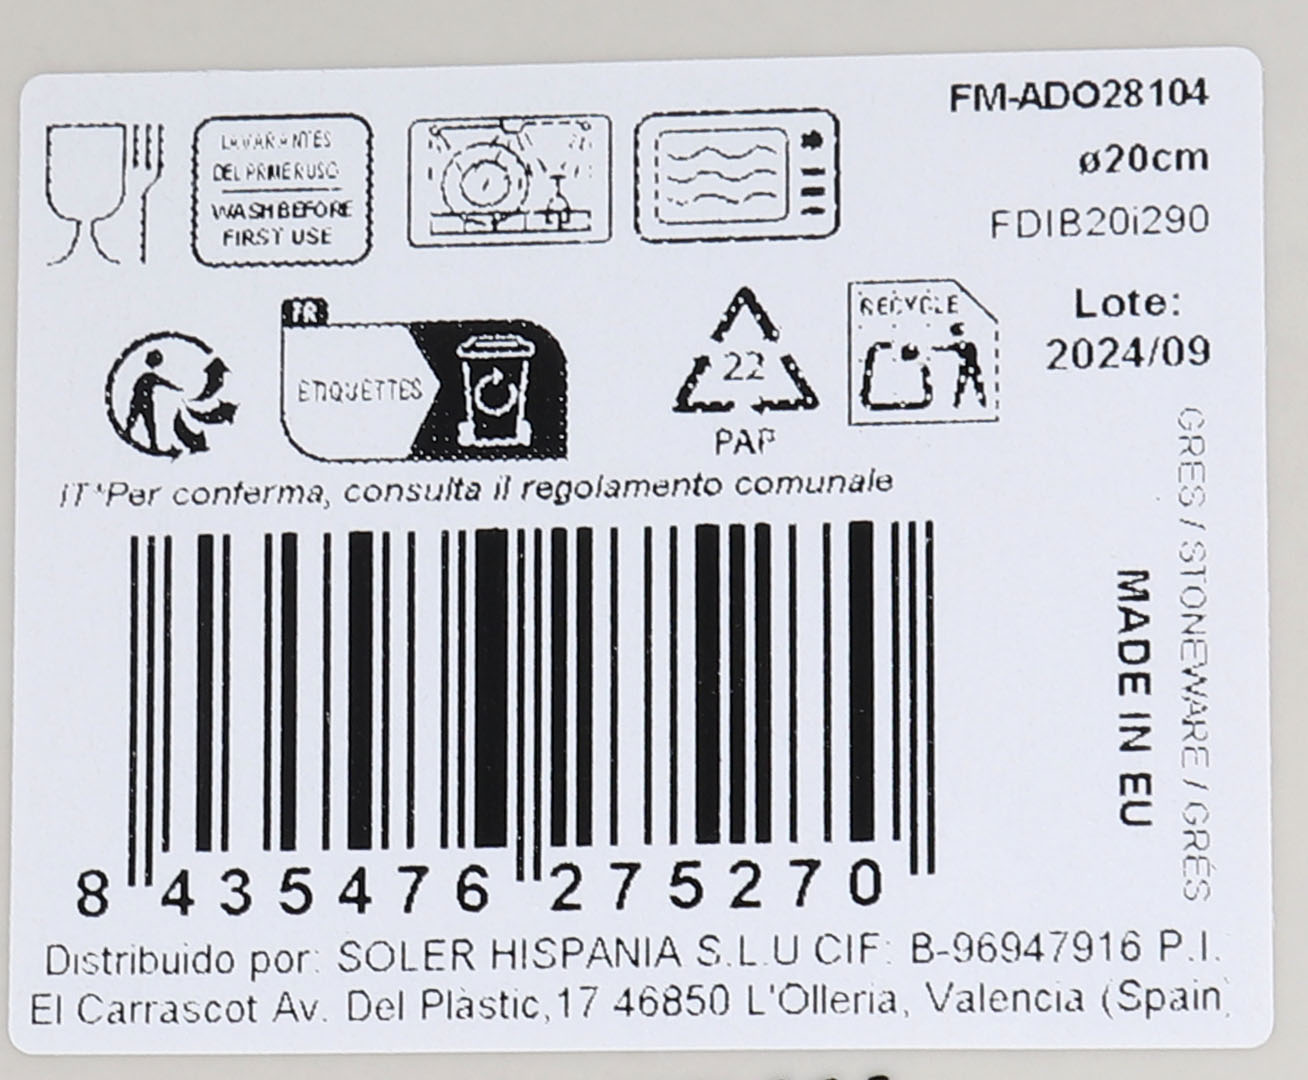 FM-ADO28104
ø20cm
FDIB20i290
LAVAR ANTES
DEL PRIMER USO
WASH BEFORE
FIRST USE
FR
ETIQUETTES
22
PAP
RECYCLE
Lote:
2024/09
IT*Per conferma, consulta il regolamento comunale
GRES / STONEWARE / GRÉS
MADE IN EU
8 435476 275270
Distribuido por: SOLER HISPANIA S.L.U CIF: B-96947916 P.I.
El Carrascot Av. Del Plàstic,17 46850 L'Olleria, Valencia (Spain)